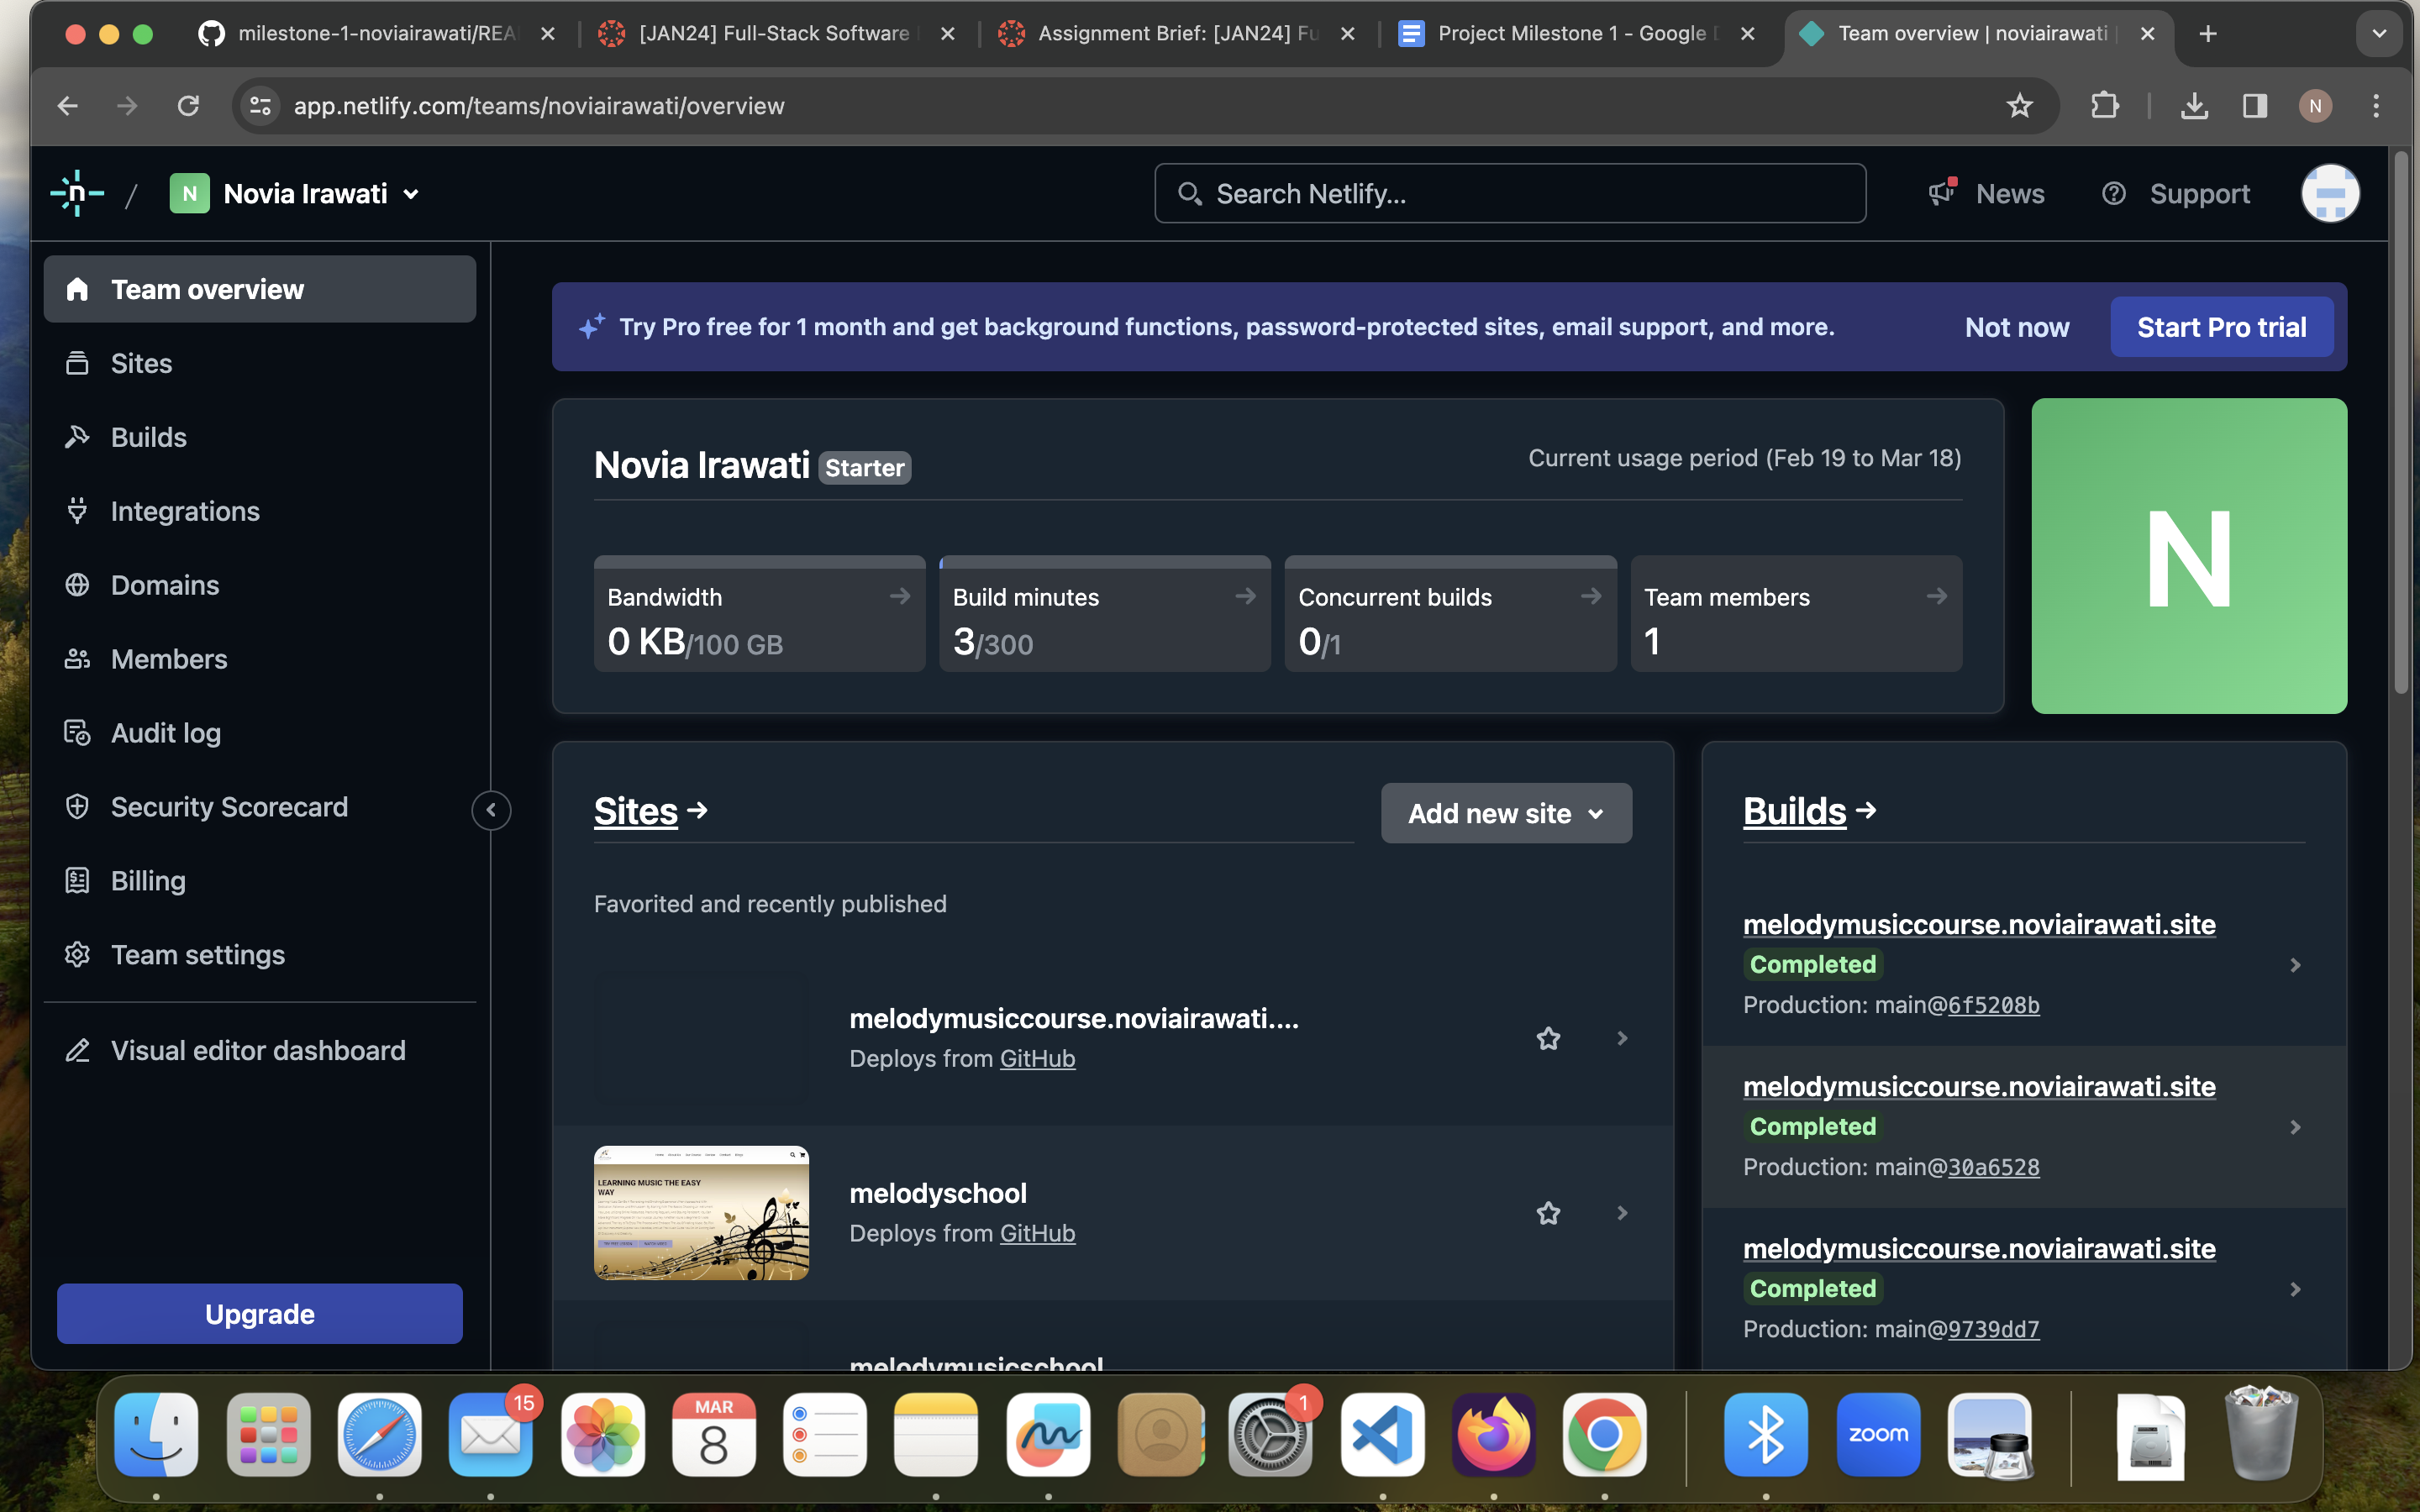 milestone-1-noviairawati/REA
[JAN24] Full-Stack Software
Assignment Brief: [JAN24] Fu
Project Milestone 1 - Google D
Team overview | noviairawati |
app.netlify.com/teams/noviairawati/overview
N
n / N Novia Irawati
Search Netlify...
News
Support
Team overview
Sites
Builds
Integrations
Domains
Members
Audit log
Security Scorecard
Billing
Team settings
Visual editor dashboard
Upgrade
Try Pro free for 1 month and get background functions, password-protected sites, email support, and more.
Not now
Start Pro trial
Novia Irawati Starter
Current usage period (Feb 19 to Mar 18)
Bandwidth
0 KB/100 GB
Build minutes
3/300
Concurrent builds
0/1
Team members
1
N
Sites
Add new site
Favorited and recently published
melodymusiccourse.noviairawati....
Deploys from GitHub
LEARNING MUSIC THE EASY
WAY
melodyschool
Deploys from GitHub
melodymusicschool
Builds
melodymusiccourse.noviairawati.site
Completed
Production: main@6f5208b
melodymusiccourse.noviairawati.site
Completed
Production: main@30a6528
melodymusiccourse.noviairawati.site
Completed
Production: main@9739dd7
15
MAR
8
1
zoom